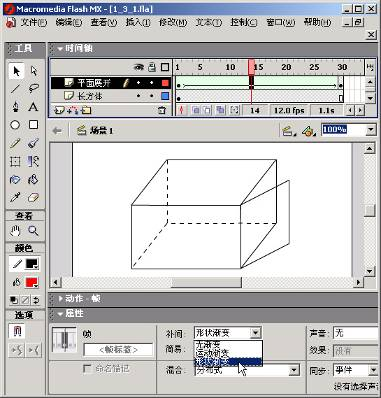 Macromedia Flash MX - [1_3_1.fla]
文件(F) 编辑(E) 查看(V) 插入(I) 修改(M) 文本(T) 控制(C) 窗口(W) 帮助(H)
工具
时间轴
1 5 10 15 20 25 30
平面展开
长方体
14 12.0 fps 1.1s
场景 1
100%
查看
颜色
选项
动作 - 帧
属性
帧
补间: 形状渐变
声音: 无
<帧标签>
简易:
无渐变
运动渐变
形状渐变
效果: 没有
命名锚记
混合: 分布式
同步: 事件
没有选择声